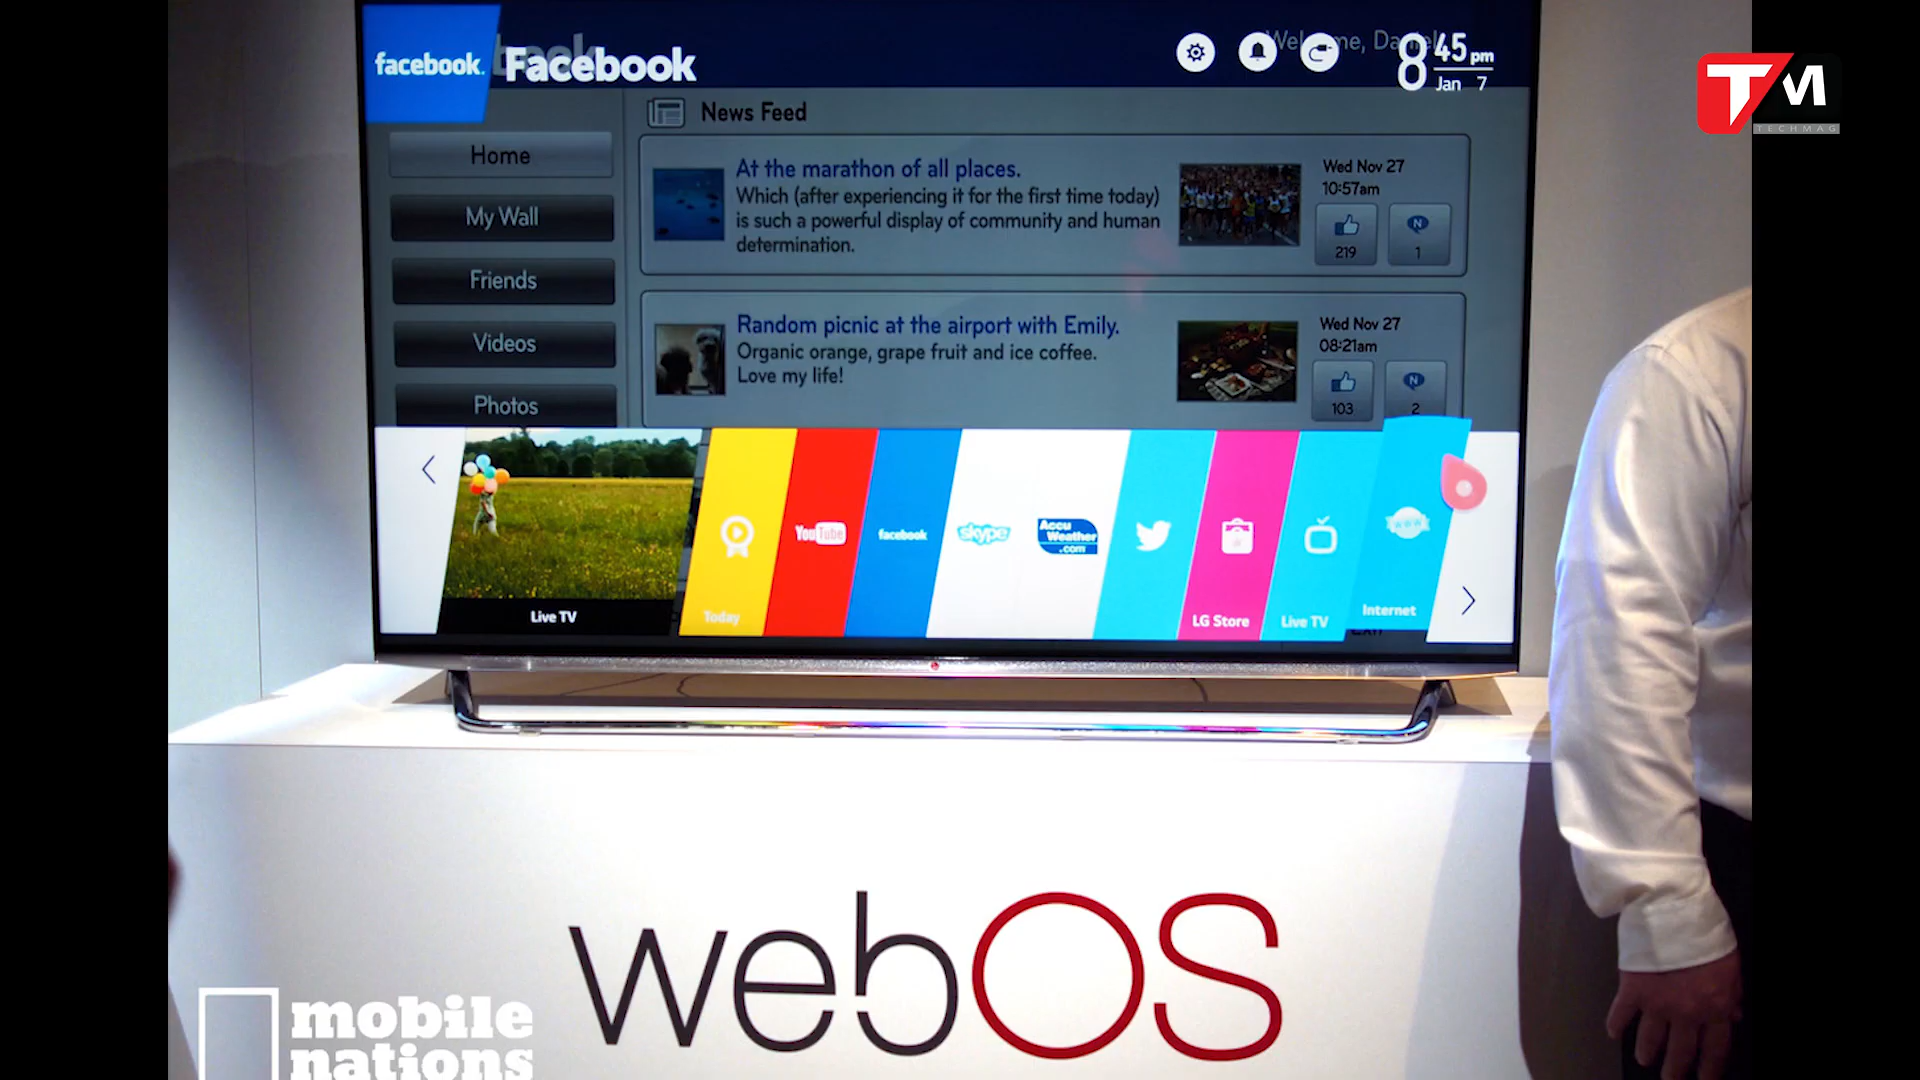 facebook.
Facebook
8 45 pm
Jan 7
TM
TECHMAG
News Feed
Home
My Wall
Friends
Videos
Photos
At the marathon of all places.
Which (after experiencing it for the first time today)
is such a powerful display of community and human
determination.
Wed Nov 27
10:57am
219
N
1
Random picnic at the airport with Emily.
Organic orange, grape fruit and ice coffee.
Love my life!
Wed Nov 27
08:21am
103
N
2
Live TV
Today
YouTube
facebook
skype
Accu
Weather
.com
LG Store
Live TV
Internet
webOS
mobile
nations